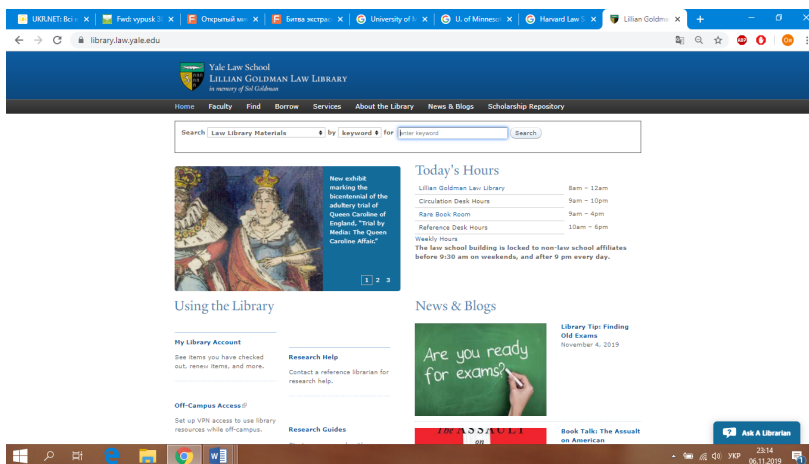 UKR.NET: Всі н
Fwd: vypusk 3
Открытый ми
Битва экстрас
University of M
U. of Minneso
Harvard Law S
Lillian Goldma
library.law.yale.edu
Yale Law School
LILLIAN GOLDMAN LAW LIBRARY
in memory of Sol Goldman
Home Faculty Find Borrow Services About the Library News & Blogs Scholarship Repository
Search Law Library Materials by keyword for enter keyword Search
New exhibit
marking the
bicentennial of the
adultery trial of
Queen Caroline of
England, "Trial by
Media: The Queen
Caroline Affair."
1 2 3
Today's Hours
Lillian Goldman Law Library 8am - 12am
Circulation Desk Hours 9am - 10pm
Rare Book Room 9am - 4pm
Reference Desk Hours 10am - 6pm
Weekly Hours
The law school building is locked to non-law school affiliates
before 9:30 am on weekends, and after 9 pm every day.
Using the Library
My Library Account
See items you have checked
out, renew items, and more.
Off-Campus Access
Set up VPN access to use library
resources while off-campus.
Research Help
Contact a reference librarian for
research help.
Research Guides
News & Blogs
Are you ready
for exams?
Library Tip: Finding
Old Exams
November 4, 2019
THE ASSAULT
on
Book Talk: The Assualt
on American
Ask A Librarian
УКР
23:14
06.11.2019